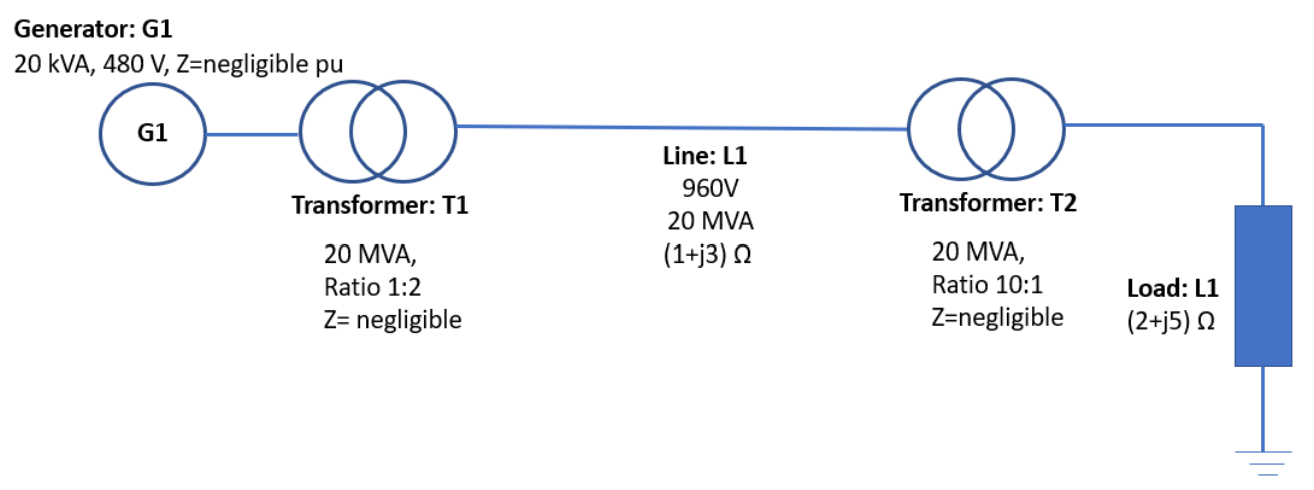 Generator: G1
20 kVA, 480 V, Z=negligible pu
G1
Transformer: T1
20 MVA,
Ratio 1:2
Z= negligible
Line: L1
960V
20 MVA
(1+j3) Ω
Transformer: T2
20 MVA,
Ratio 10:1
Z=negligible
Load: L1
(2+j5) Ω